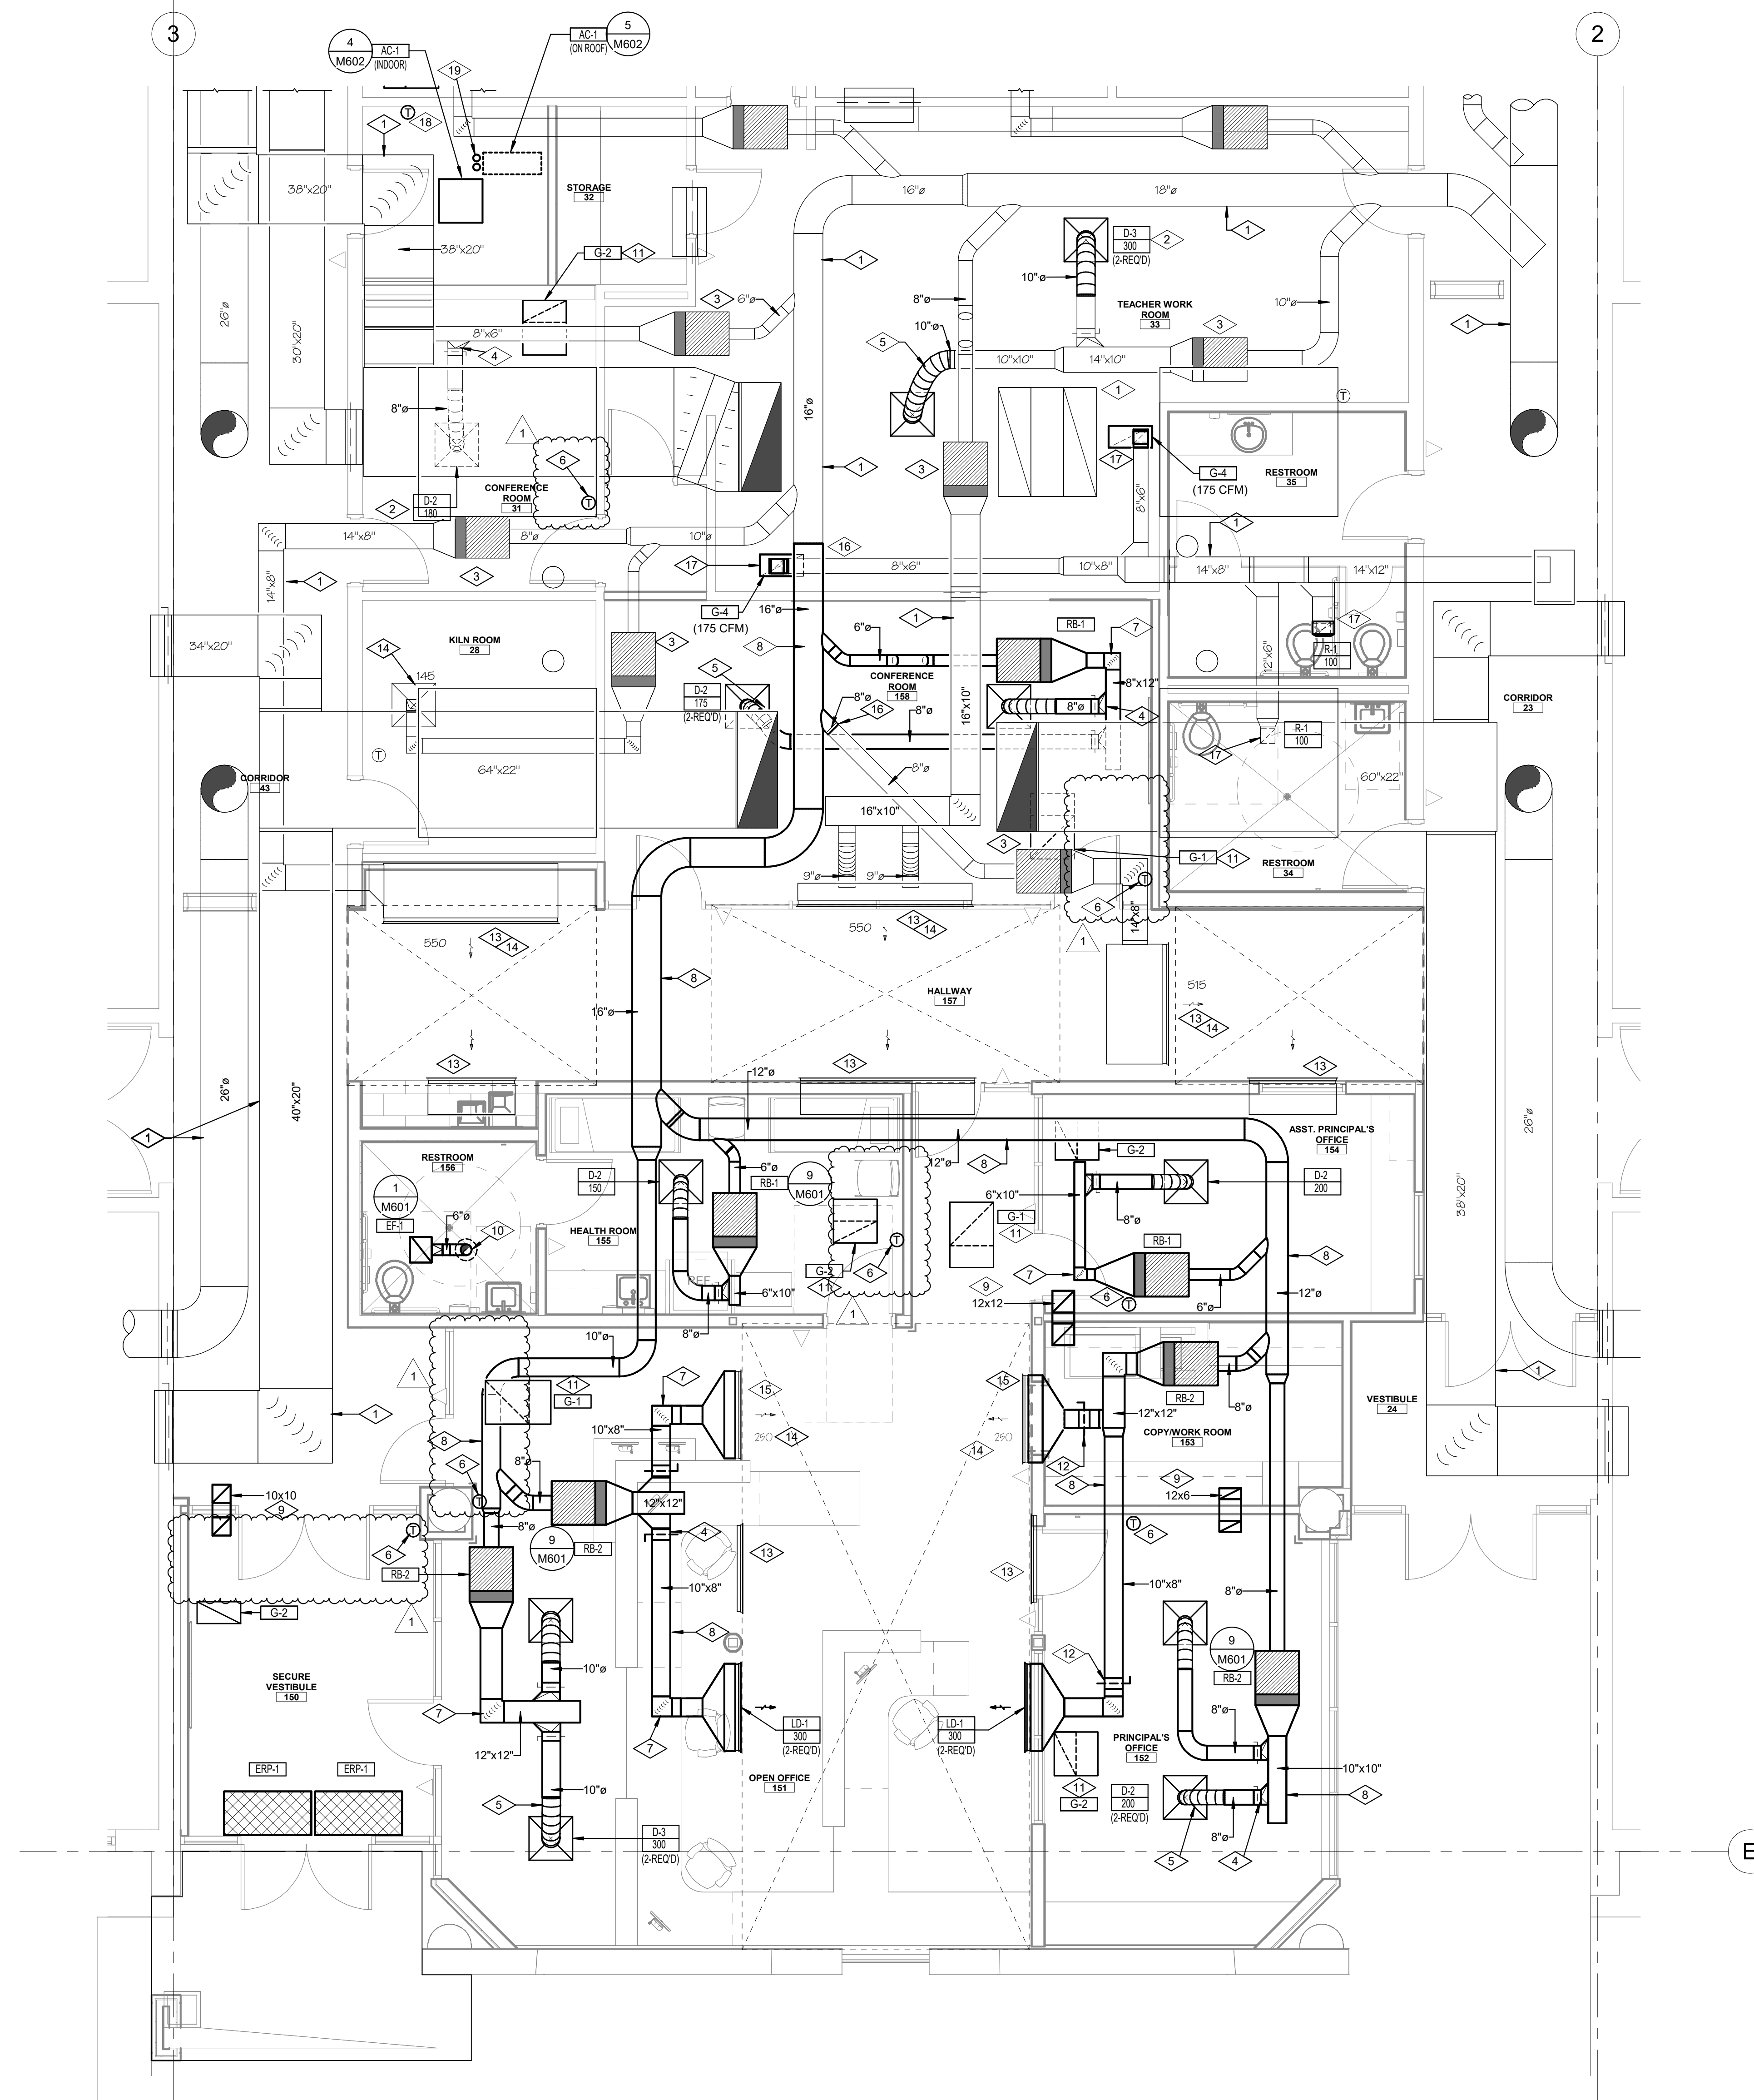 3
2
4
M602
AC-1
(INDOOR)
AC-1
(ON ROOF)
5
M602
19
18
T
1
38"x20"
STORAGE
32
16"ø
18"ø
1
38"x20"
G-2
11
1
D-3
300
(2-REQ'D)
2
10"ø
26"ø
30"x20"
3
6"ø
8"ø
TEACHER WORK
ROOM
33
10"ø
1
8"x6"
4
5
10"ø
3
10"x10"
14"x10"
1
T
8"ø
16"ø
1
6
T
D-2
180
2
CONFERENCE
ROOM
31
1
3
17
G-4
(175 CFM)
RESTROOM
35
8"x6"
14"x8"
8"ø
10"ø
3
16
1
14"x8"
1
17
8"x6"
10"x8"
14"x8"
14"x12"
G-4
(175 CFM)
16"ø
1
6"ø
RB-1
7
17
34"x20"
KILN ROOM
28
14
3
8
R-1
100
145
5
D-2
175
(2-REQ'D)
CONFERENCE
ROOM
158
8"x12"
12"x6"
8"ø
16
8"ø
16"x10"
8"ø
4
CORRIDOR
23
R-1
100
17
T
64"x22"
8"ø
60"x22"
CORRIDOR
43
16"x10"
3
G-1
11
RESTROOM
34
9"ø
9"ø
T
6
14"x8"
1
550
13
14
550
13
14
8
HALLWAY
157
515
13
14
16"ø
13
13
13
12"ø
26"ø
40"x20"
1
26"ø
38"x20"
ASST. PRINCIPAL'S
OFFICE
154
RESTROOM
156
12"ø
8
G-2
D-2
150
6"ø
RB-1
9
M601
D-2
200
1
M601
EF-1
6"ø
10
6"x10"
8"ø
HEALTH ROOM
155
G-1
11
T
6
G-2
11
RB-1
8
7
REF.
6"x10"
9
12x12
6
T
6"ø
12"ø
1
8"ø
10"ø
7
11
G-1
1
15
15
RB-2
8"ø
1
VESTIBULE
24
1
10"x8"
250
14
14
250
12"x12"
COPY/WORK ROOM
153
8
6
T
8"ø
12
8
9
12x6
10x10
9
12"x12"
8"ø
9
M601
RB-2
4
T
6
T
6
RB-2
13
13
G-2
1
10"x8"
10"x8"
8"ø
8
9
M601
RB-2
SECURE
VESTIBULE
150
10"ø
12
7
7
12"x12"
LD-1
300
(2-REQ'D)
LD-1
300
(2-REQ'D)
8"ø
PRINCIPAL'S
OFFICE
152
10"x10"
ERP-1
ERP-1
OPEN OFFICE
151
11
G-2
D-2
200
(2-REQ'D)
8
10"ø
5
D-3
300
(2-REQ'D)
8"ø
5
4
E